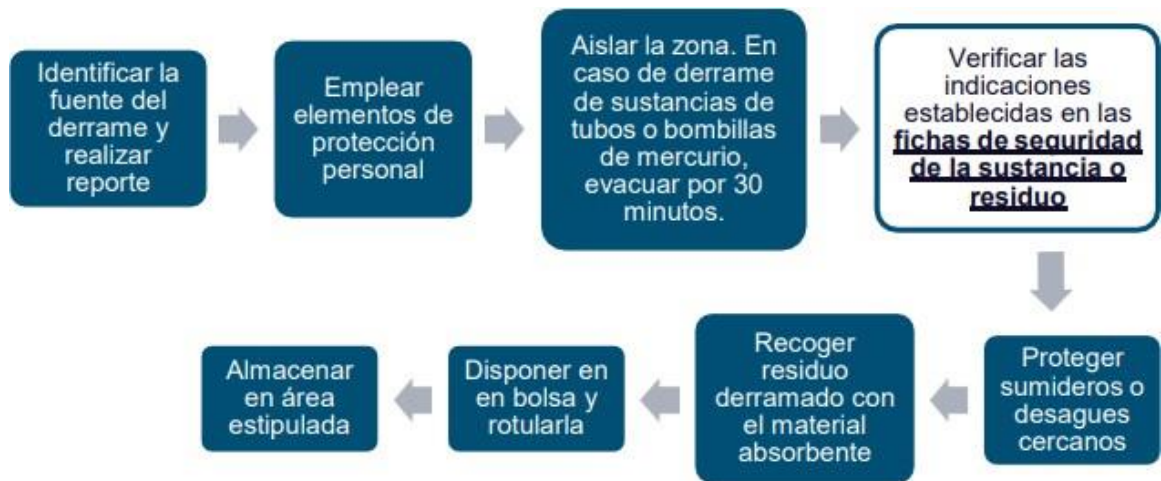 Identificar la
fuente del
derrame y
realizar
reporte
Emplear
elementos de
protección
personal
Aislar la zona. En
caso de derrame
de sustancias de
tubos o bombillas
de mercurio,
evacuar por 30
minutos.
Verificar las
indicaciones
establecidas en las
fichas de seguridad
de la sustancia o
residuo
Proteger
sumideros o
desagues
cercanos
Recoger
residuo
derramado con
el material
absorbente
Disponer en
en bolsa y
rotularla
Almacenar
en área
estipulada